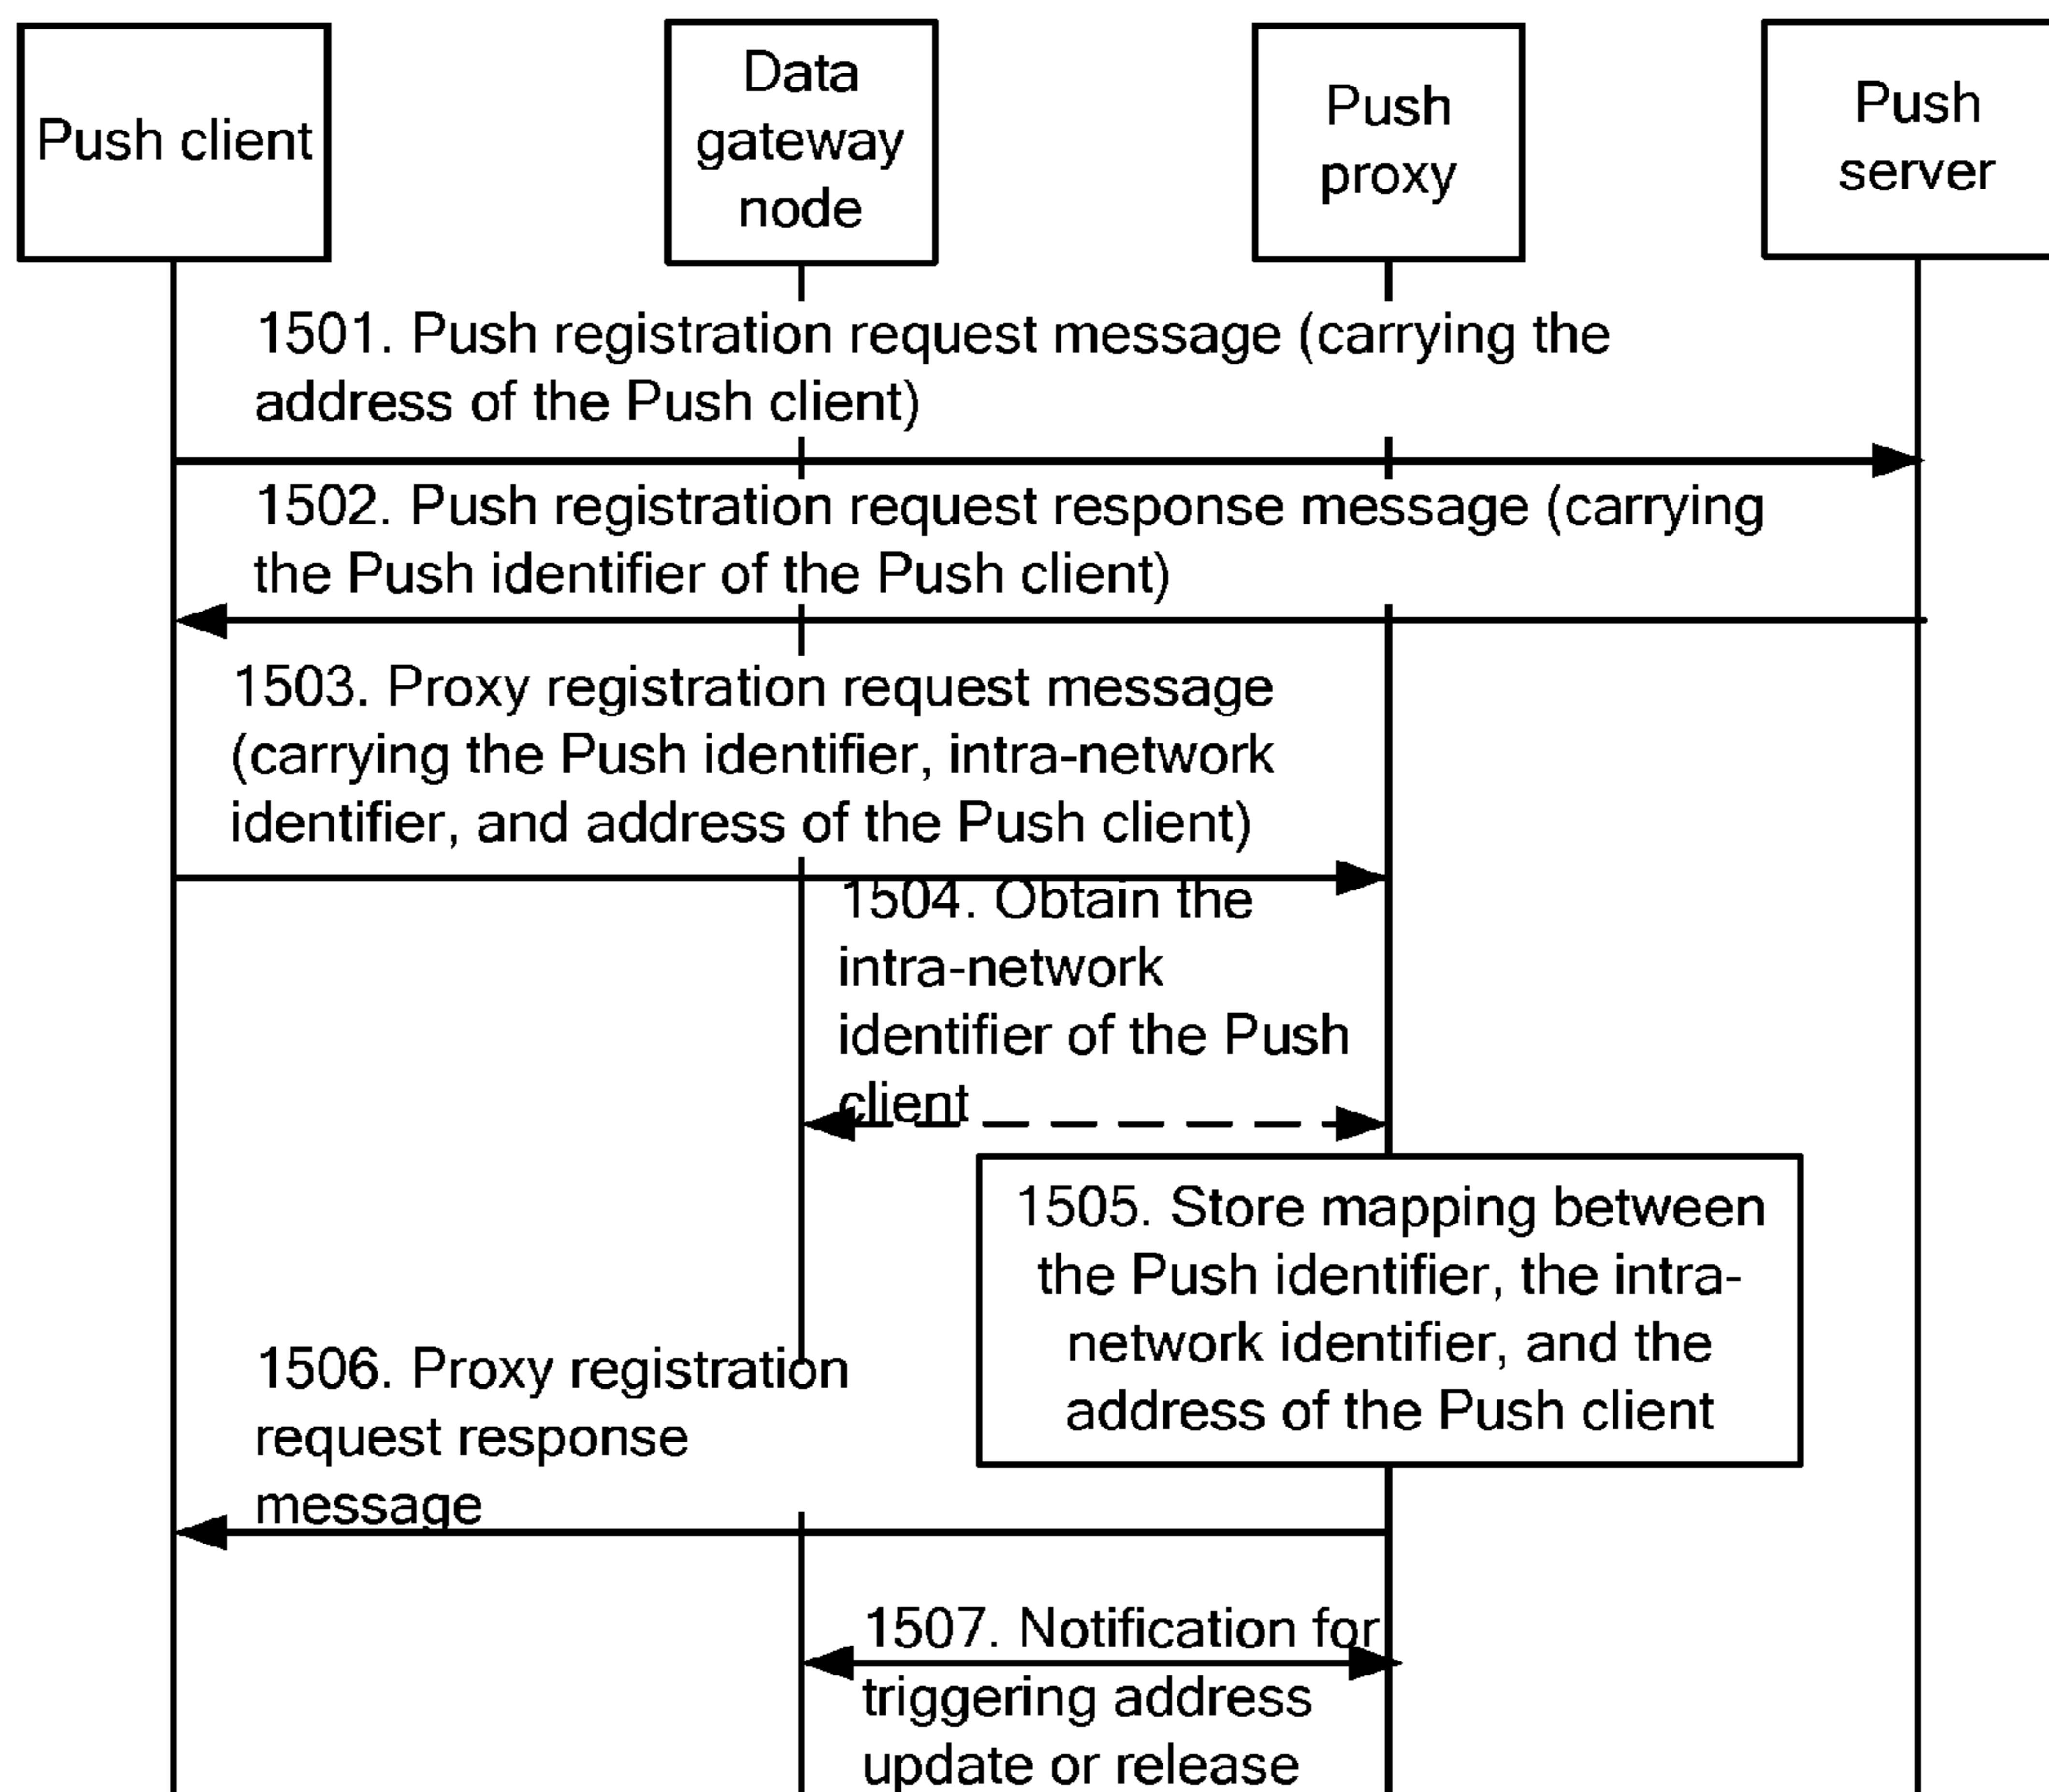 Push client
Data
gateway
node
Push
proxy
Push
server
1501. Push registration request message (carrying the
address of the Push client)
1502. Push registration request response message (carrying
the Push identifier of the Push client)
1503. Proxy registration request message
(carrying the Push identifier, intra-network
identifier, and address of the Push client)
1504. Obtain the
intra-network
identifier of the Push
client
1505. Store mapping between
the Push identifier, the intra-
network identifier, and the
address of the Push client
1506. Proxy registration
request response
message
1507. Notification for
triggering address
update or release